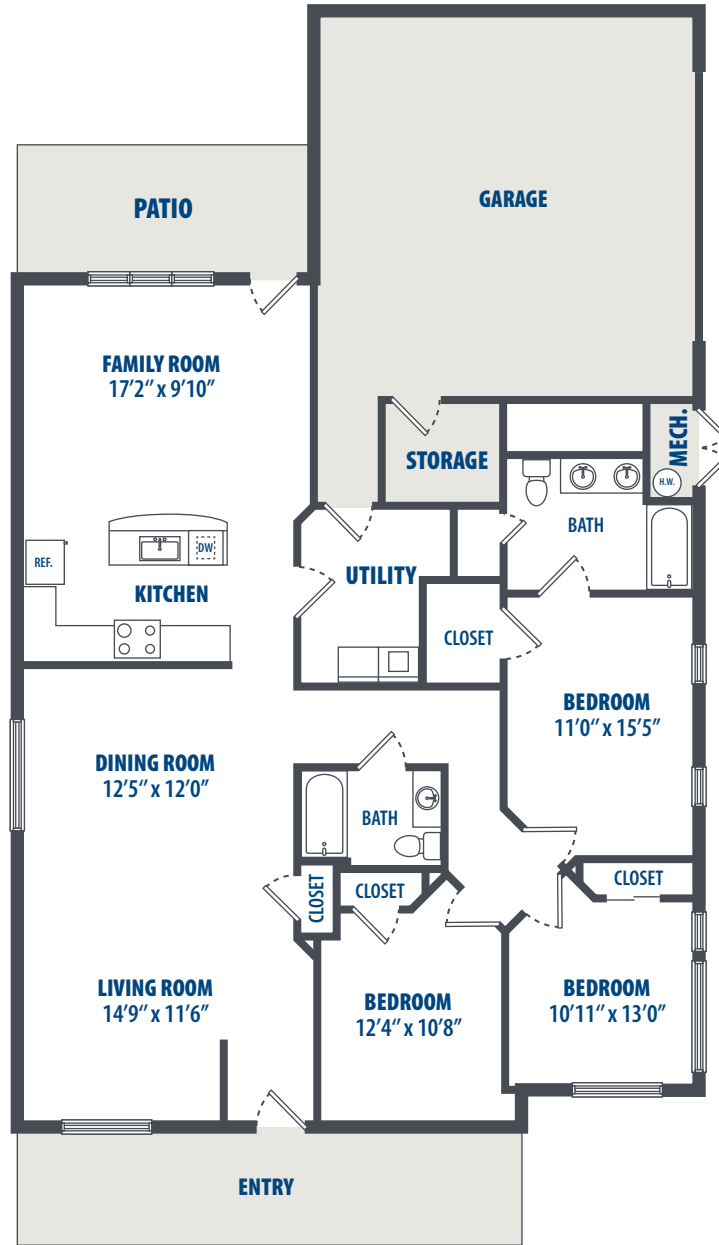 GARAGE
PATIO
FAMILY ROOM
17'2" x 9'10"
MECH.
STORAGE
H.W.
BATH
DW
REF.
UTILITY
KITCHEN
CLOSET
BEDROOM
11'0" x 15'5"
DINING ROOM
12'5" x 12'0"
BATH
CLOSET
CLOSET
CLOSET
LIVING ROOM
14'9" x 11'6"
BEDROOM
12'4" x 10'8"
BEDROOM
10'11" x 13'0"
ENTRY